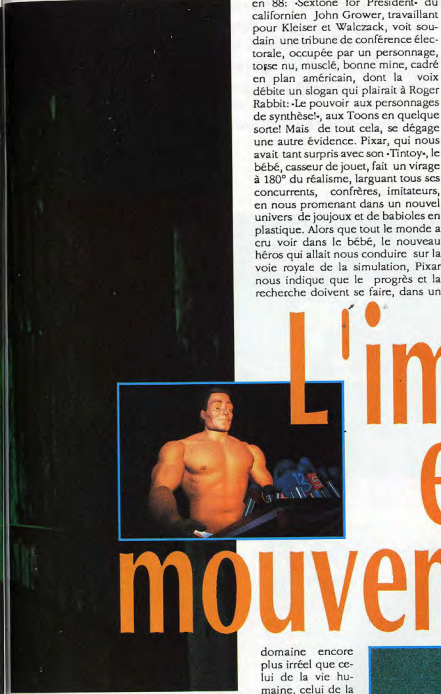 en 88: «Sextone for President» du
californien John Grower, travaillant
pour Kleiser et Walczack, voit sou-
dain une tribune de conférence élec-
torale, occupée par un personnage,
torse nu, musclé, bonne mine, cadré
en plan américain, dont la voix
débite un slogan qui plairait à Roger
Rabbit: «Le pouvoir aux personnages
de synthèse!», aux Toons en quelque
sorte! Mais de tout cela, se dégage
une autre évidence. Pixar, qui nous
avait tant surpris avec son «Tintoy», le
bébé, casseur de jouet, fait un virage
à 180° du réalisme, larguant tous ses
concurrents, confrères, imitateurs,
en nous promenant dans un nouvel
univers de joujoux et de babioles en
plastique. Alors que tout le monde a
cru voir dans le bébé, le nouveau
héros qui allait nous conduire sur la
voie royale de la simulation, Pixar
nous indique que le progrès et la
recherche doivent se faire, dans un
L'im
e
mouver
domaine encore
plus irréel que ce-
lui de la vie hu-
maine, celui de la